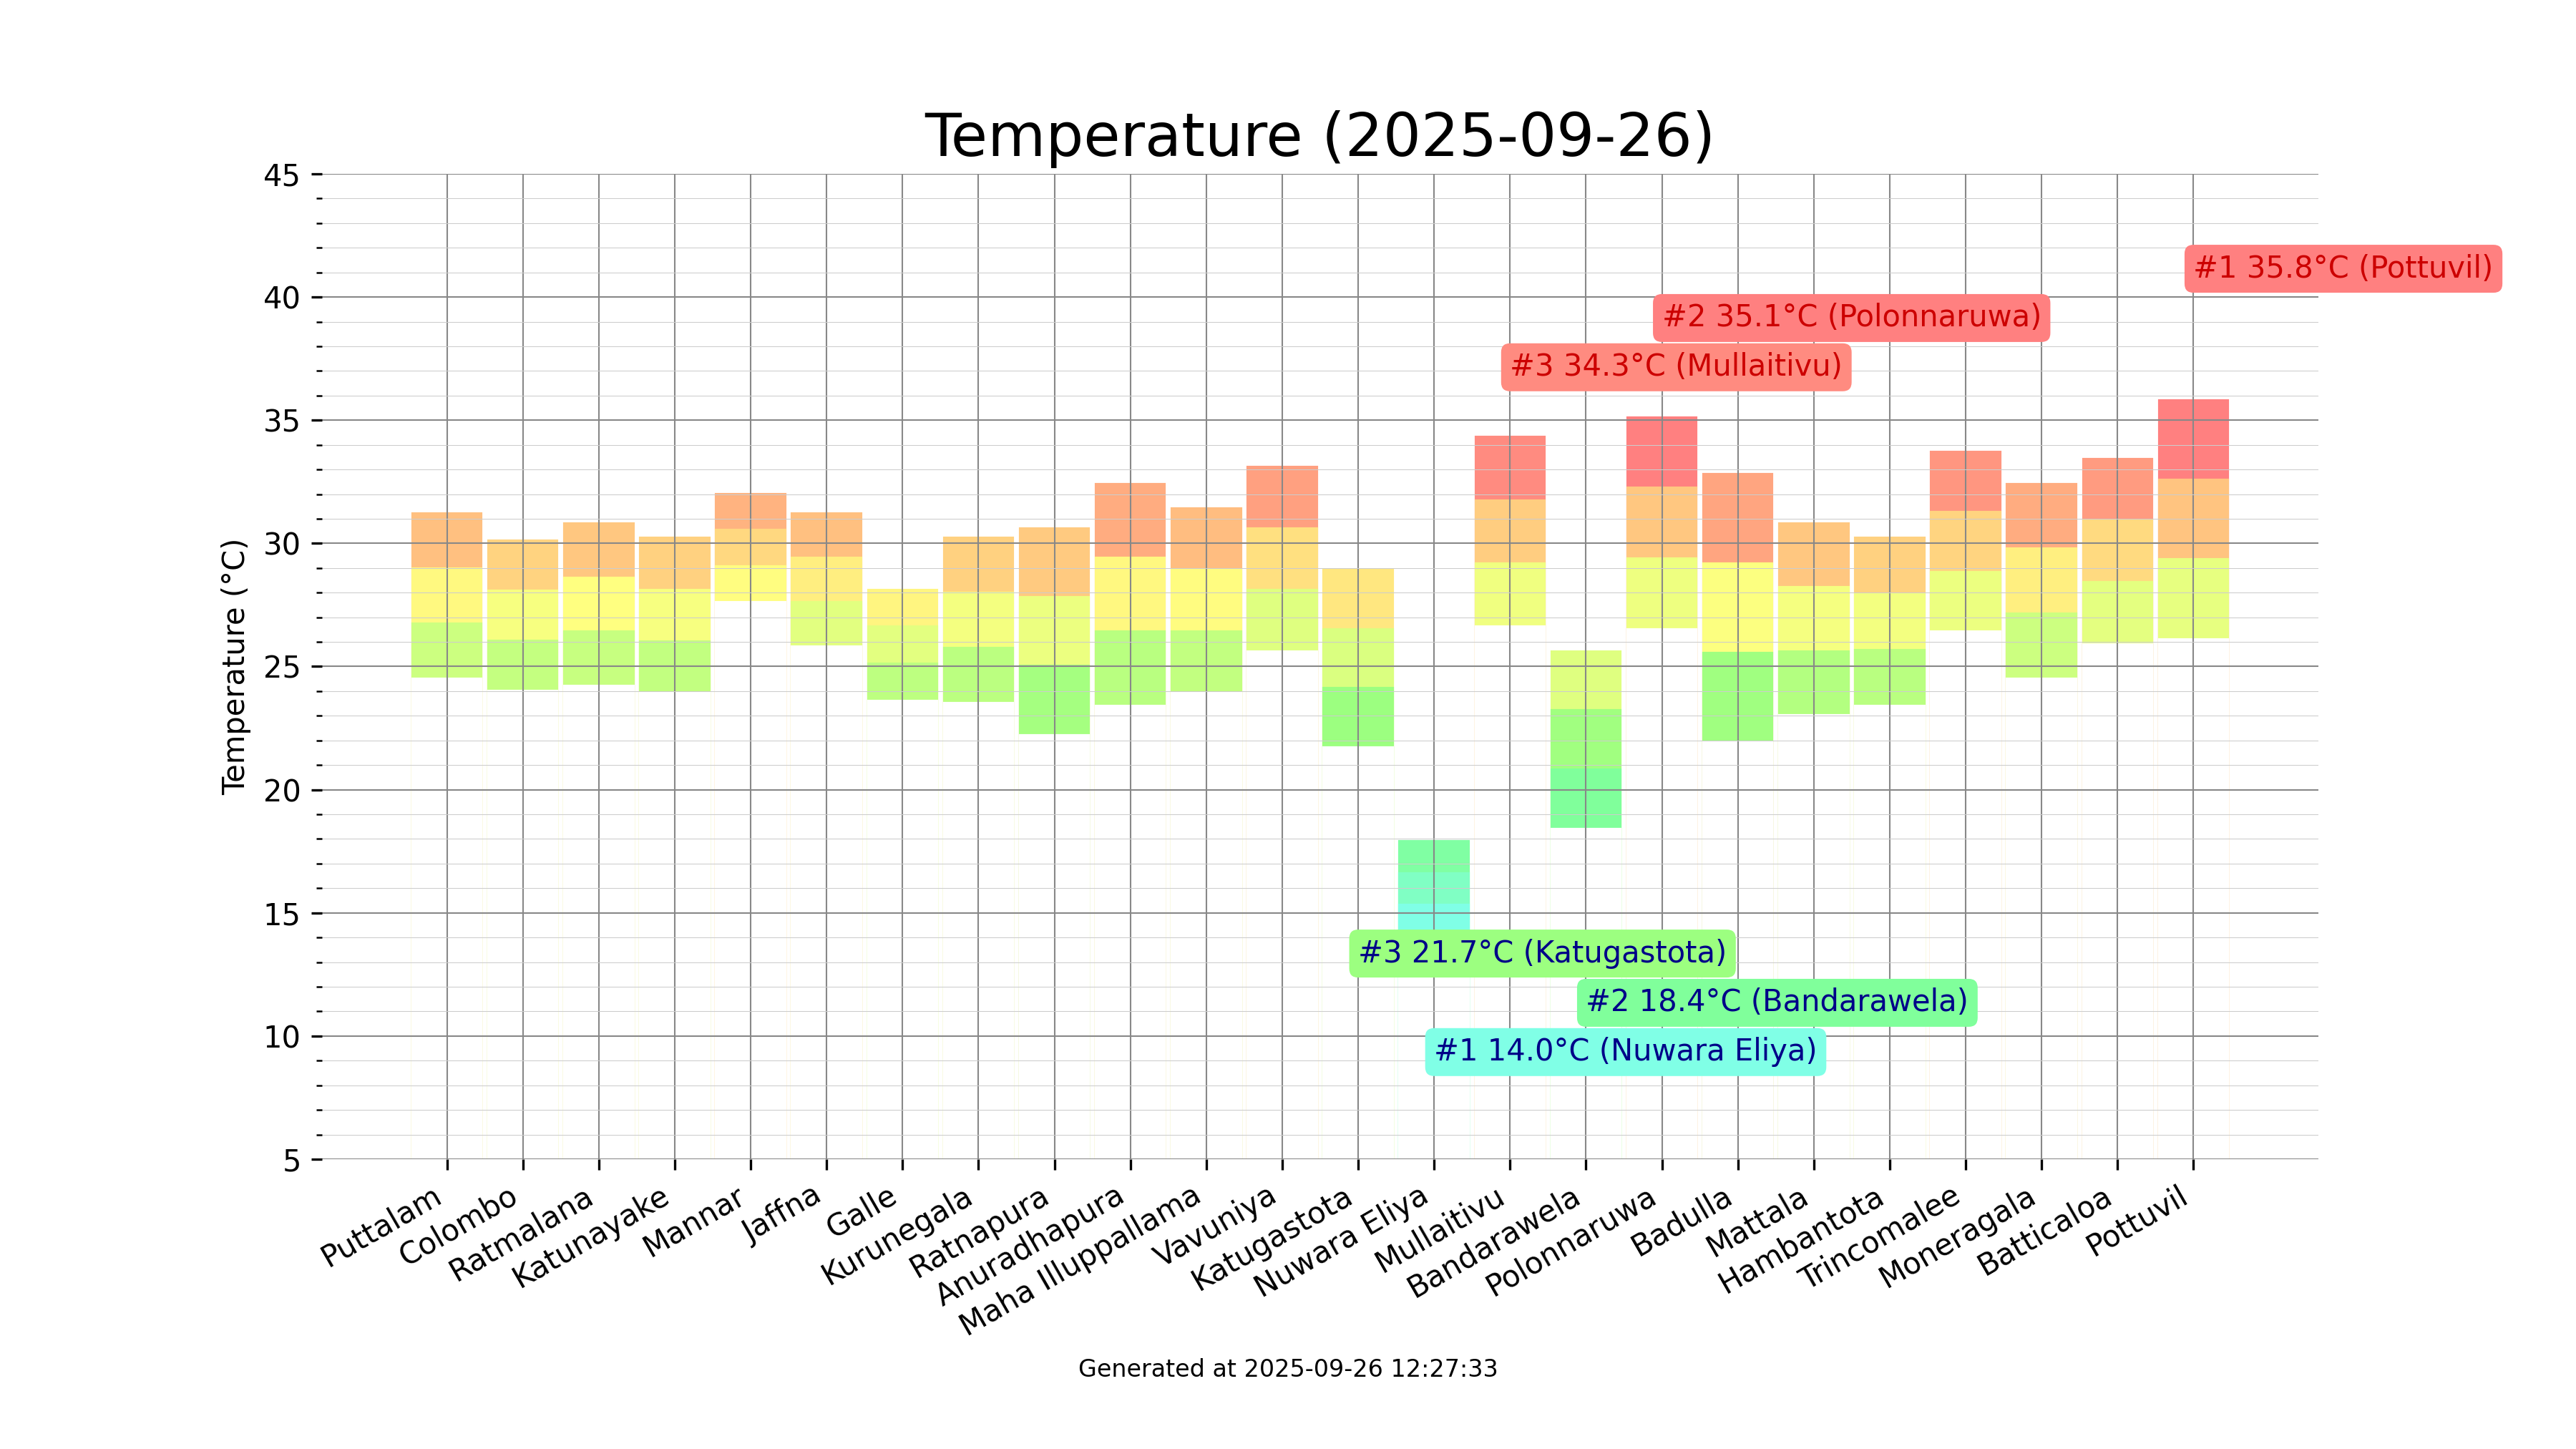 Temperature (2025-09-26)
45
40
35
30
25
20
15
10
5
Temperature (°C)
#1 35.8°C (Pottuvil)
#2 35.1°C (Polonnaruwa)
#3 34.3°C (Mullaitivu)
#3 21.7°C (Katugastota)
#2 18.4°C (Bandarawela)
#1 14.0°C (Nuwara Eliya)
Puttalam
Colombo
Ratmalana
Katunayake
Mannar
Jaffna
Galle
Kurunegala
Ratnapura
Anuradhapura
Maha Illuppallama
Vavuniya
Katugastota
Nuwara Eliya
Mullaitivu
Bandarawela
Polonnaruwa
Badulla
Mattala
Hambantota
Trincomalee
Moneragala
Batticaloa
Pottuvil
Generated at 2025-09-26 12:27:33